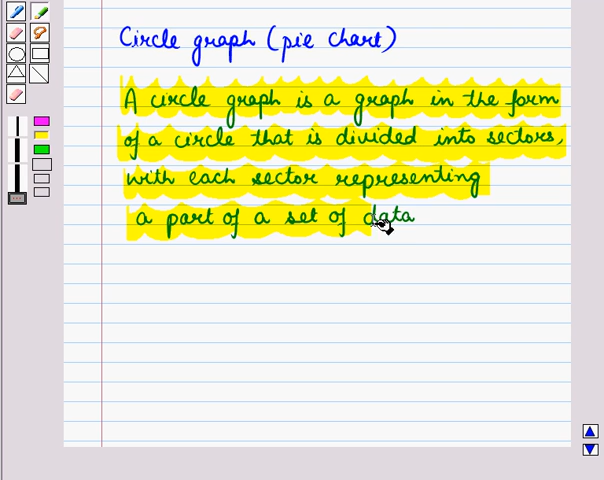 Circle graph (pie chart)
A circle graph is a graph in the form
of a circle that is divided into sectors,
with each sector representing
a part of a set of data